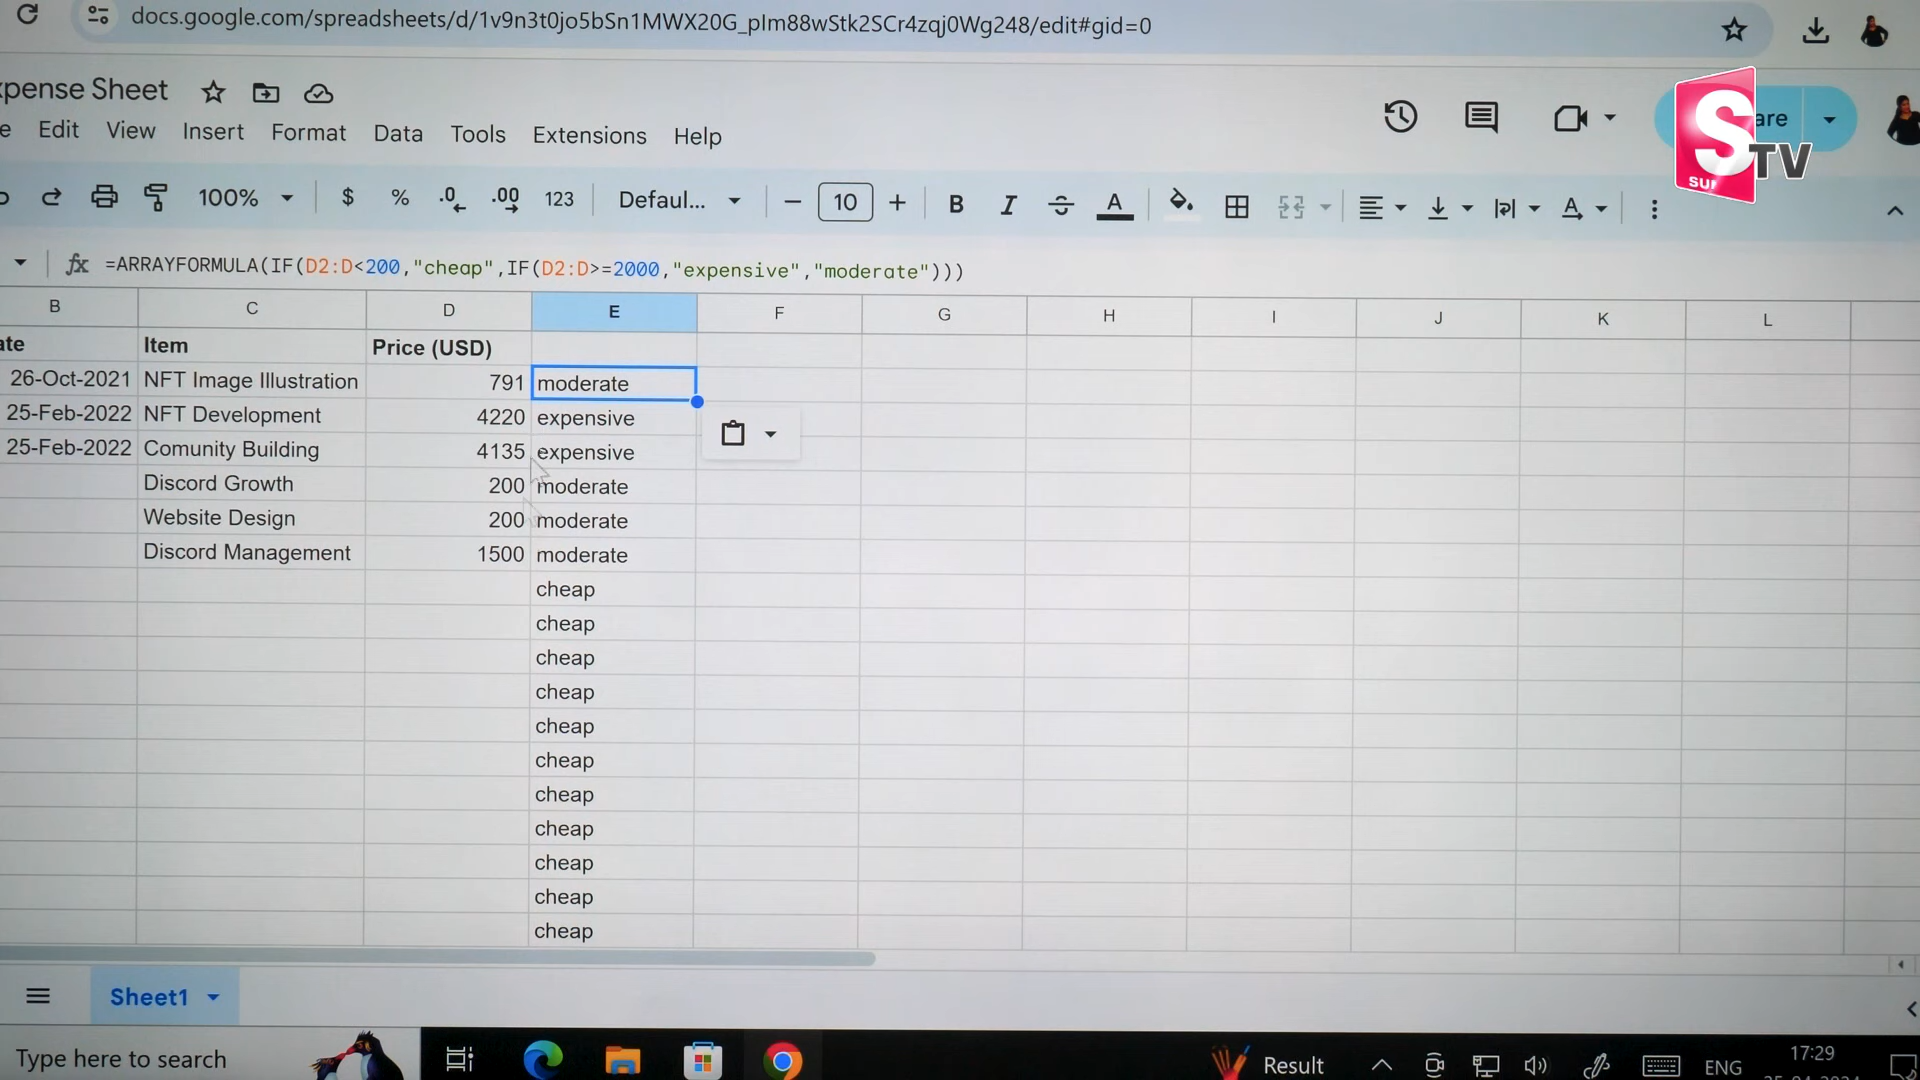 docs.google.com/spreadsheets/d/1v9n3t0jo5bSn1MWX20G_pIm88wStk2SCr4zqj0Wg248/edit#gid=0
xpense Sheet
e Edit View Insert Format Data Tools Extensions Help
are
S
TV
SU
100% $ % .0 .00 123 Defaul... 10 B I A
fx =ARRAYFORMULA(IF(D2:D<200,"cheap",IF(D2:D>=2000,"expensive","moderate")))
B C D E F G H I J K L
ate Item Price (USD)
26-Oct-2021 NFT Image Illustration 791 moderate
25-Feb-2022 NFT Development 4220 expensive
25-Feb-2022 Comunity Building 4135 expensive
Discord Growth 200 moderate
Website Design 200 moderate
Discord Management 1500 moderate
cheap
cheap
cheap
cheap
cheap
cheap
cheap
cheap
cheap
cheap
cheap
Sheet1
Type here to search Result ENG 17:29